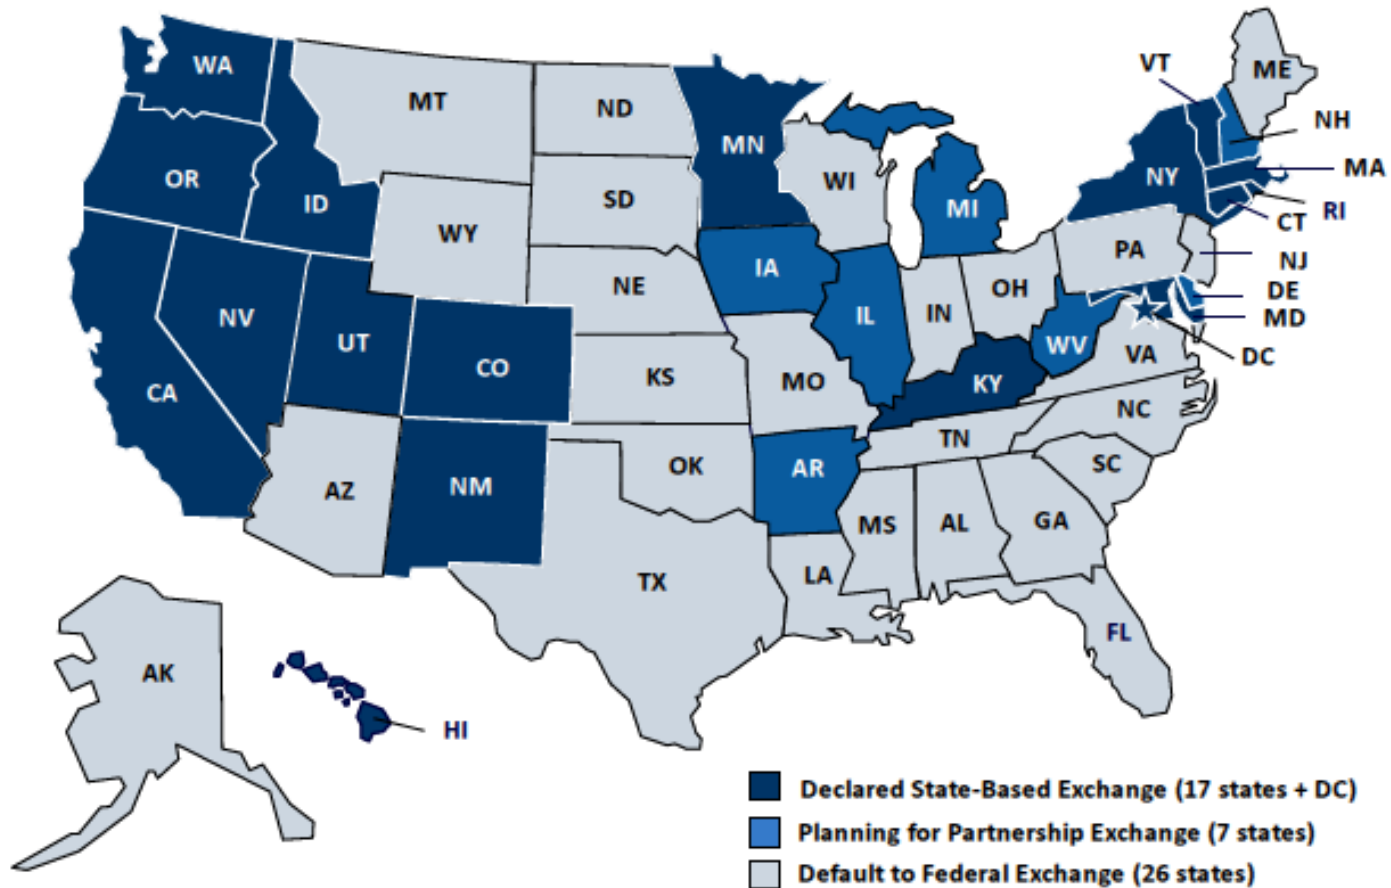 WA
MT
ND
MN
VT
ME
NH
OR
ID
WY
SD
WI
MI
NY
MA
RI
CT
NV
UT
CO
NE
IA
IL
IN
OH
PA
NJ
DE
MD
DC
CA
KS
MO
KY
WV
VA
AZ
NM
OK
AR
TN
NC
SC
TX
LA
MS
AL
GA
FL
AK
HI
Declared State-Based Exchange (17 states + DC)
Planning for Partnership Exchange (7 states)
Default to Federal Exchange (26 states)